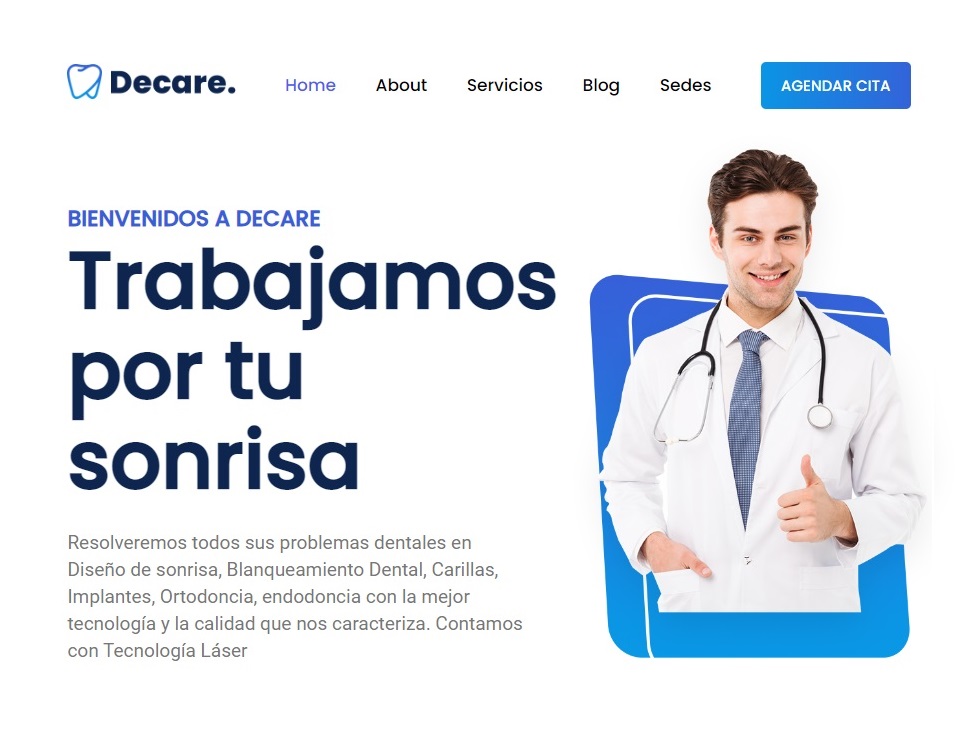 Decare.
Home
About
Servicios
Blog
Sedes
AGENDAR CITA
BIENVENIDOS A DECARE
Trabajamos
por tu
sonrisa
Resolveremos todos sus problemas dentales en
Diseño de sonrisa, Blanqueamiento Dental, Carillas,
Implantes, Ortodoncia, endodoncia con la mejor
tecnología y la calidad que nos caracteriza. Contamos
con Tecnología Láser